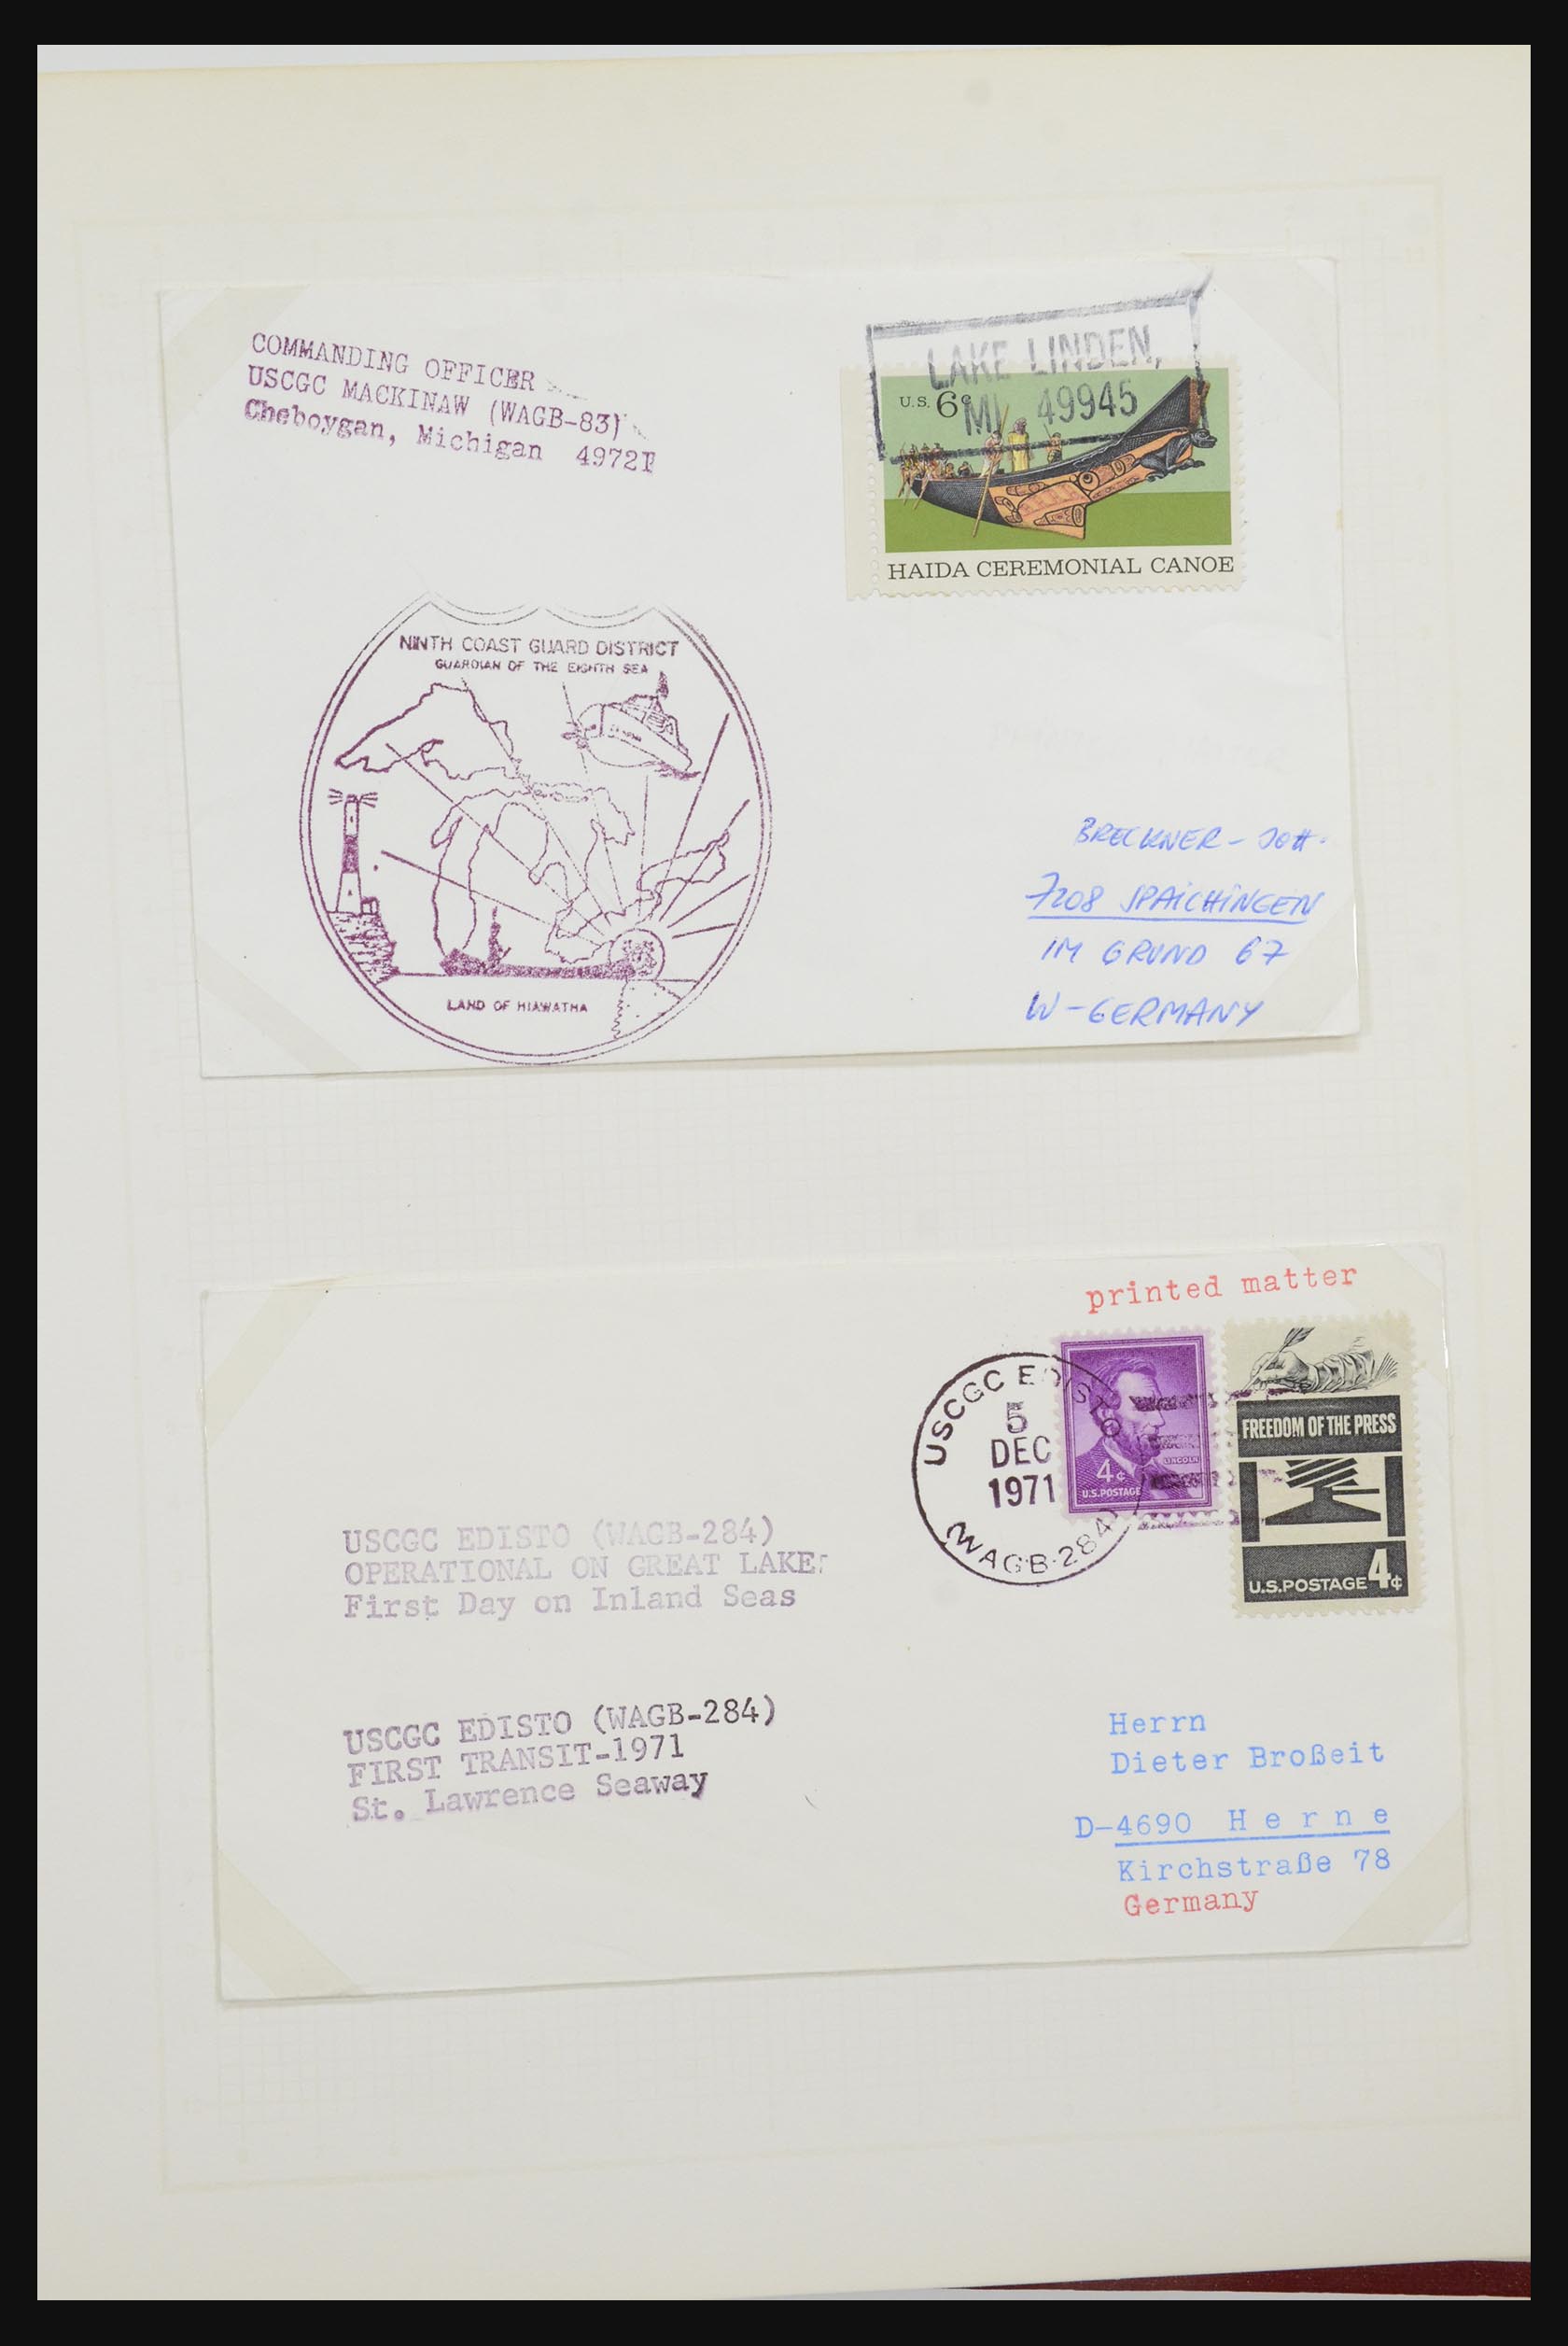 COMMANDING OFFICER
USCGC MACKINAW (WAGB-83)
Cheboygan, Michigan 49721
LAKE LINDEN,
MI 49945
U.S. 6¢
HAIDA CEREMONIAL CANOE
NINTH COAST GUARD DISTRICT
GUARDIAN OF THE EIGHTH SEA
LAND OF HIAWATHA
BRECKNER - JOH.
7208 SPAICHINGEN
IM GRUND 67
W-GERMANY
printed matter
USCGC EDISTO
5
DEC
1971
(WAGB-284)
LINCOLN
4¢
U.S.POSTAGE
FREEDOM OF THE PRESS
U.S.POSTAGE 4¢
USCGC EDISTO (WAGB-284)
OPERATIONAL ON GREAT LAKES
First Day on Inland Seas
USCGC EDISTO (WAGB-284)
FIRST TRANSIT-1971
St. Lawrence Seaway
Herrn
Dieter Broßeit
D-4690 Herne
Kirchstraße 78
Germany